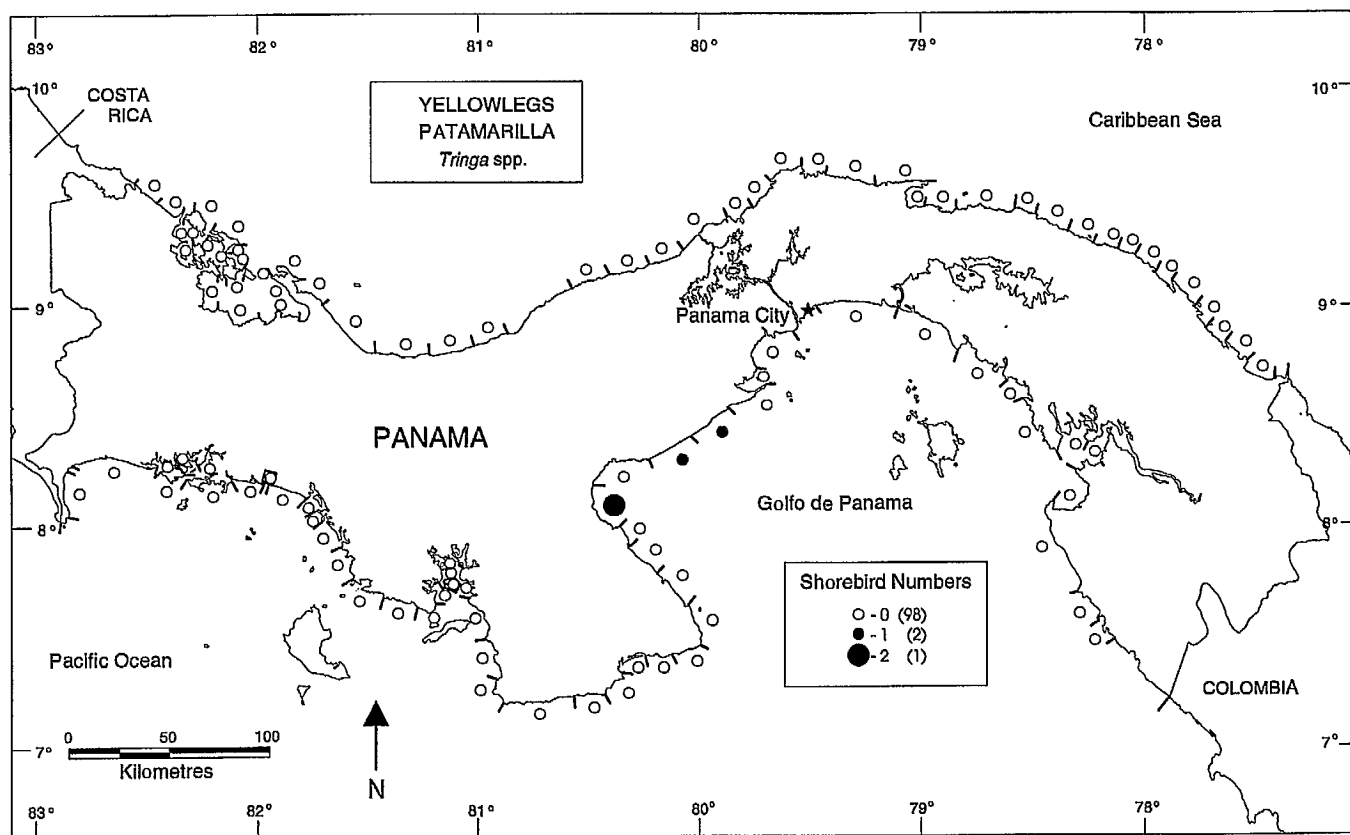 83°
82°
81°
80°
79°
78°
10°
10°
COSTA
RICA
YELLOWLEGS
PATAMARILLA
Tringa spp.
Caribbean Sea
9°
9°
Panama City
PANAMA
Golfo de Panama
8°
8°
Shorebird Numbers
- 0 (98)
- 1 (2)
- 2 (1)
Pacific Ocean
COLOMBIA
0 50 100
Kilometres
N
7°
7°
83°
82°
81°
80°
79°
78°